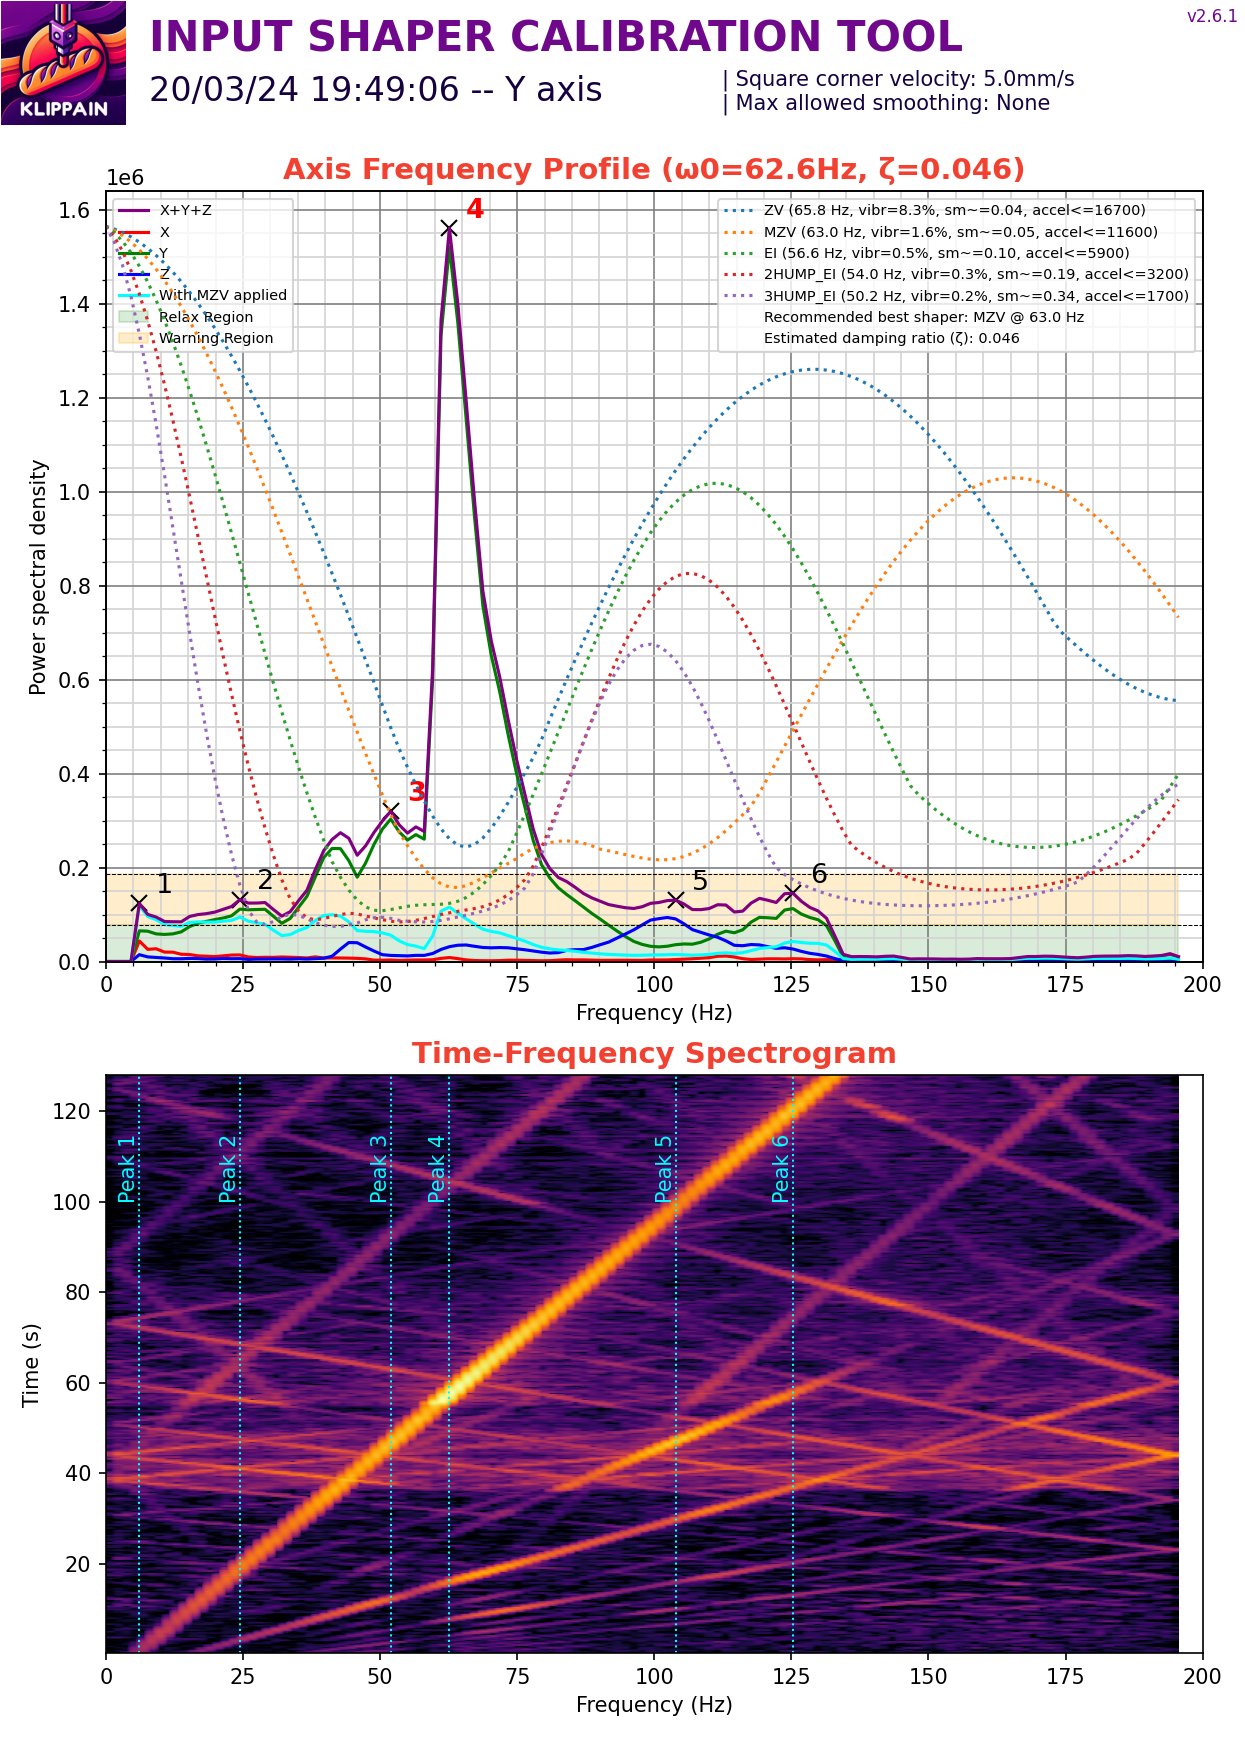 v2.6.1
INPUT SHAPER CALIBRATION TOOL
KLIPPAIN
20/03/24 19:49:06 -- Y axis
| Square corner velocity: 5.0mm/s
| Max allowed smoothing: None
Axis Frequency Profile (ω0=62.6Hz, ζ=0.046)
1e6
X+Y+Z
X
Y
Z
With MZV applied
Relax Region
Warning Region
ZV (65.8 Hz, vibr=8.3%, sm~=0.04, accel<=16700)
MZV (63.0 Hz, vibr=1.6%, sm~=0.05, accel<=11600)
EI (56.6 Hz, vibr=0.5%, sm~=0.10, accel<=5900)
2HUMP_EI (54.0 Hz, vibr=0.3%, sm~=0.19, accel<=3200)
3HUMP_EI (50.2 Hz, vibr=0.2%, sm~=0.34, accel<=1700)
Recommended best shaper: MZV @ 63.0 Hz
Estimated damping ratio (ζ): 0.046
Power spectral density
1.6
1.4
1.2
1.0
0.8
0.6
0.4
0.2
0.0
1
2
3
4
5
6
0 25 50 75 100 125 150 175 200
Frequency (Hz)
Time-Frequency Spectrogram
Time (s)
120
100
80
60
40
20
Peak 1
Peak 2
Peak 3
Peak 4
Peak 5
Peak 6
0 25 50 75 100 125 150 175 200
Frequency (Hz)